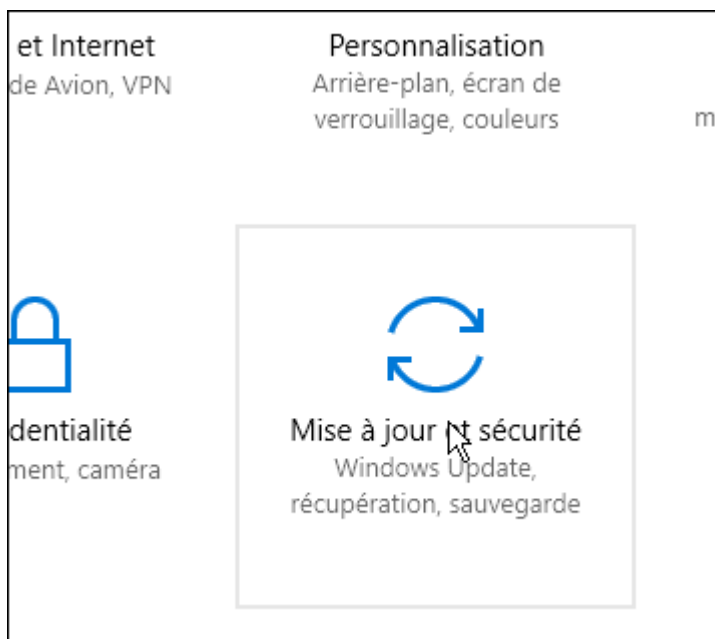 et Internet
de Avion, VPN
Personnalisation
Arrière-plan, écran de
verrouillage, couleurs
m
dentialité
ment, caméra
Mise à jour et sécurité
Windows Update,
récupération, sauvegarde